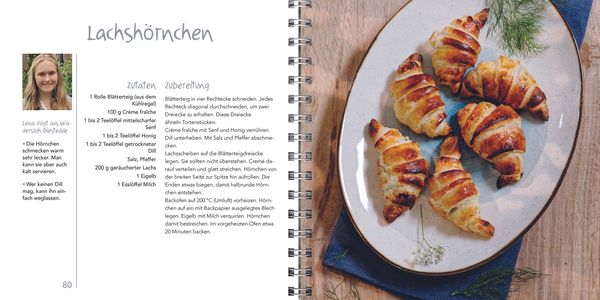 Lachshörnchen
Lena Vogt aus Wa-
dersloh Diestedde
• Die Hörnchen
schmecken warm
sehr lecker. Man
kann sie aber auch
kalt servieren.
• Wer keinen Dill
mag, kann ihn ein-
fach weglassen.
Zutaten
1 Rolle Blätterteig (aus dem
Kühlregal)
100 g Crème fraîche
1 bis 2 Teelöffel mittelscharfer
Senf
1 bis 2 Teelöffel Honig
1 bis 2 Teelöffel getrockneter
Dill
Salz, Pfeffer
200 g geräucherter Lachs
1 Eigelb
1 Esslöffel Milch
Zubereitung
Blätterteig in vier Rechtecke schneiden. Jedes
Rechteck diagonal durchschneiden, um zwei
Dreiecke zu erhalten. Diese Dreiecke
ähneln Tortenstücken.
Crème fraîche mit Senf und Honig verrühren.
Dill unterheben. Mit Salz und Pfeffer abschme-
cken.
Lachsscheiben auf die Blätterteigdreiecke
legen. Sie sollten nicht überstehen. Creme da-
rauf verteilen und glatt streichen. Hörnchen von
der breiten Seite zur Spitze hin aufrollen. Die
Enden etwas biegen, damit halbrunde Hörn-
chen entstehen.
Backofen auf 200 °C (Umluft) vorheizen. Hörn-
chen auf ein mit Backpapier ausgelegtes Blech
legen. Eigelb mit Milch verquirlen. Hörnchen
damit bestreichen. Im vorgeheizten Ofen etwa
20 Minuten backen.
80